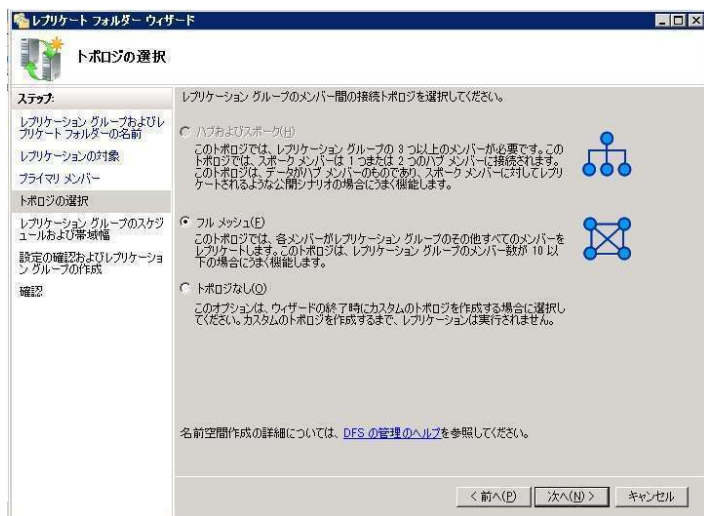 レプリケート フォルダー ウィザード
トポロジの選択
ステップ:
レプリケーション グループおよびレ
プリケート フォルダーの名前
レプリケーションの対象
プライマリ メンバー
トポロジの選択
レプリケーション グループのスケジ
ュールおよび帯域幅
設定の確認およびレプリケーショ
ン グループの作成
確認
レプリケーション グループのメンバー間の接続トポロジを選択してください。
ハブおよびスポーク(H)
このトポロジでは、レプリケーション グループの 3 つ以上のメンバーが必要です。この
トポロジでは、スポーク メンバーは 1 つまたは 2 つのハブ メンバーに接続されます。
このトポロジは、データがハブ メンバーのものであり、スポーク メンバーに対してレプリ
ケートされるような公開シナリオの場合にうまく機能します。
フル メッシュ(F)
このトポロジでは、各メンバーがレプリケーション グループのその他すべてのメンバーを
レプリケートします。このトポロジは、レプリケーション グループのメンバー数が 10 以
下の場合にうまく機能します。
トポロジなし(O)
このオプションは、ウィザードの終了時にカスタムのトポロジを作成する場合に選択し
てください。カスタムのトポロジを作成するまで、レプリケーションは実行されません。
名前空間作成の詳細については、DFS の管理のヘルプを参照してください。
< 前へ(P)
次へ(N) >
キャンセル